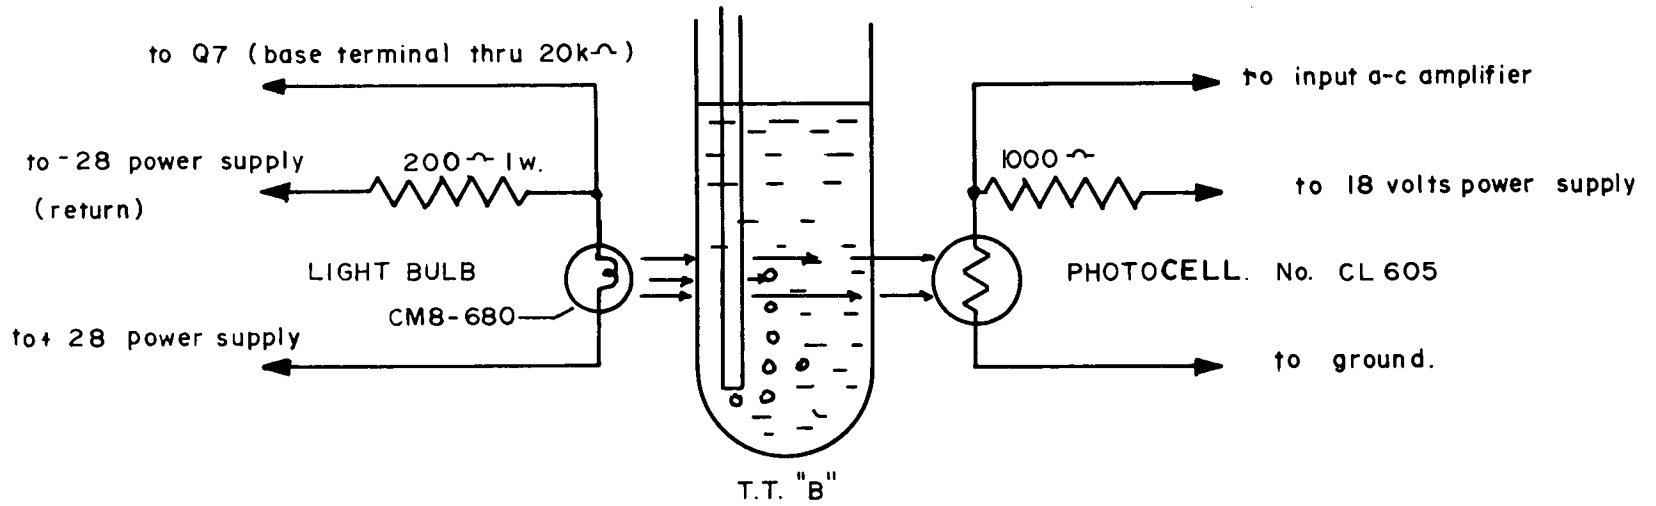 to Q7 (base terminal thru 20k⏦)
to input a-c amplifier
to -28 power supply
(return)
200⏦ 1w.
1000⏦
to 18 volts power supply
LIGHT BULB
CM8-680
PHOTOCELL. No. CL 605
to + 28 power supply
to ground.
T.T. "B"